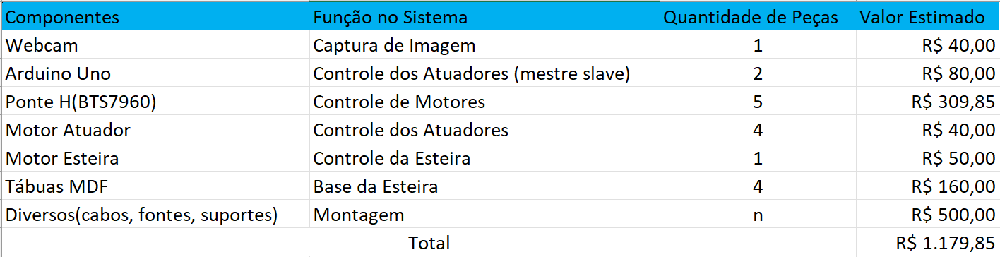 Componentes Função no Sistema Quantidade de Peças Valor Estimado
Webcam Captura de Imagem 1 R$ 40,00
Arduino Uno Controle dos Atuadores (mestre slave) 2 R$ 80,00
Ponte H(BTS7960) Controle de Motores 5 R$ 309,85
Motor Atuador Controle dos Atuadores 4 R$ 40,00
Motor Esteira Controle da Esteira 1 R$ 50,00
Tábuas MDF Base da Esteira 4 R$ 160,00
Diversos(cabos, fontes, suportes) Montagem n R$ 500,00
Total R$ 1.179,85